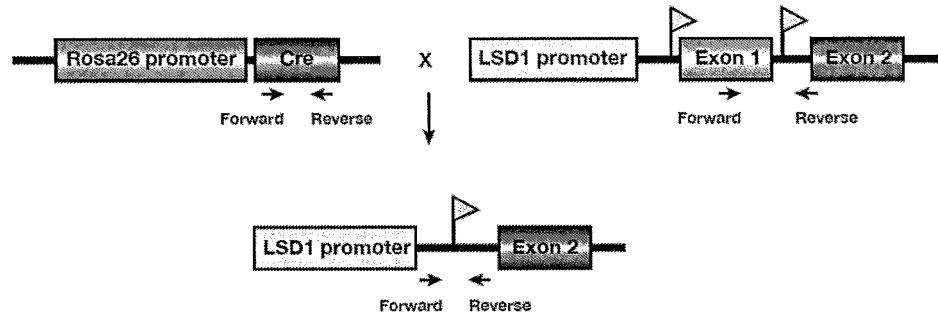 Rosa26 promoter Cre X LSD1 promoter Exon 1 Exon 2
Forward Reverse Forward Reverse
LSD1 promoter Exon 2
Forward Reverse